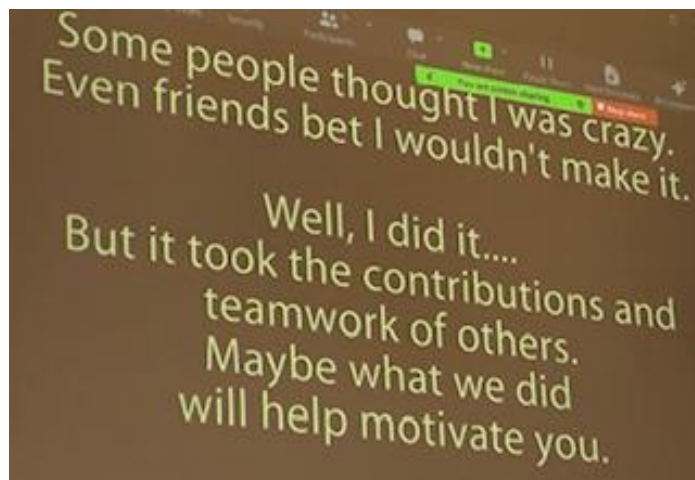 Some people thought I was crazy.
Even friends bet I wouldn't make it.
Well, I did it....
But it took the contributions and
teamwork of others.
Maybe what we did
will help motivate you.